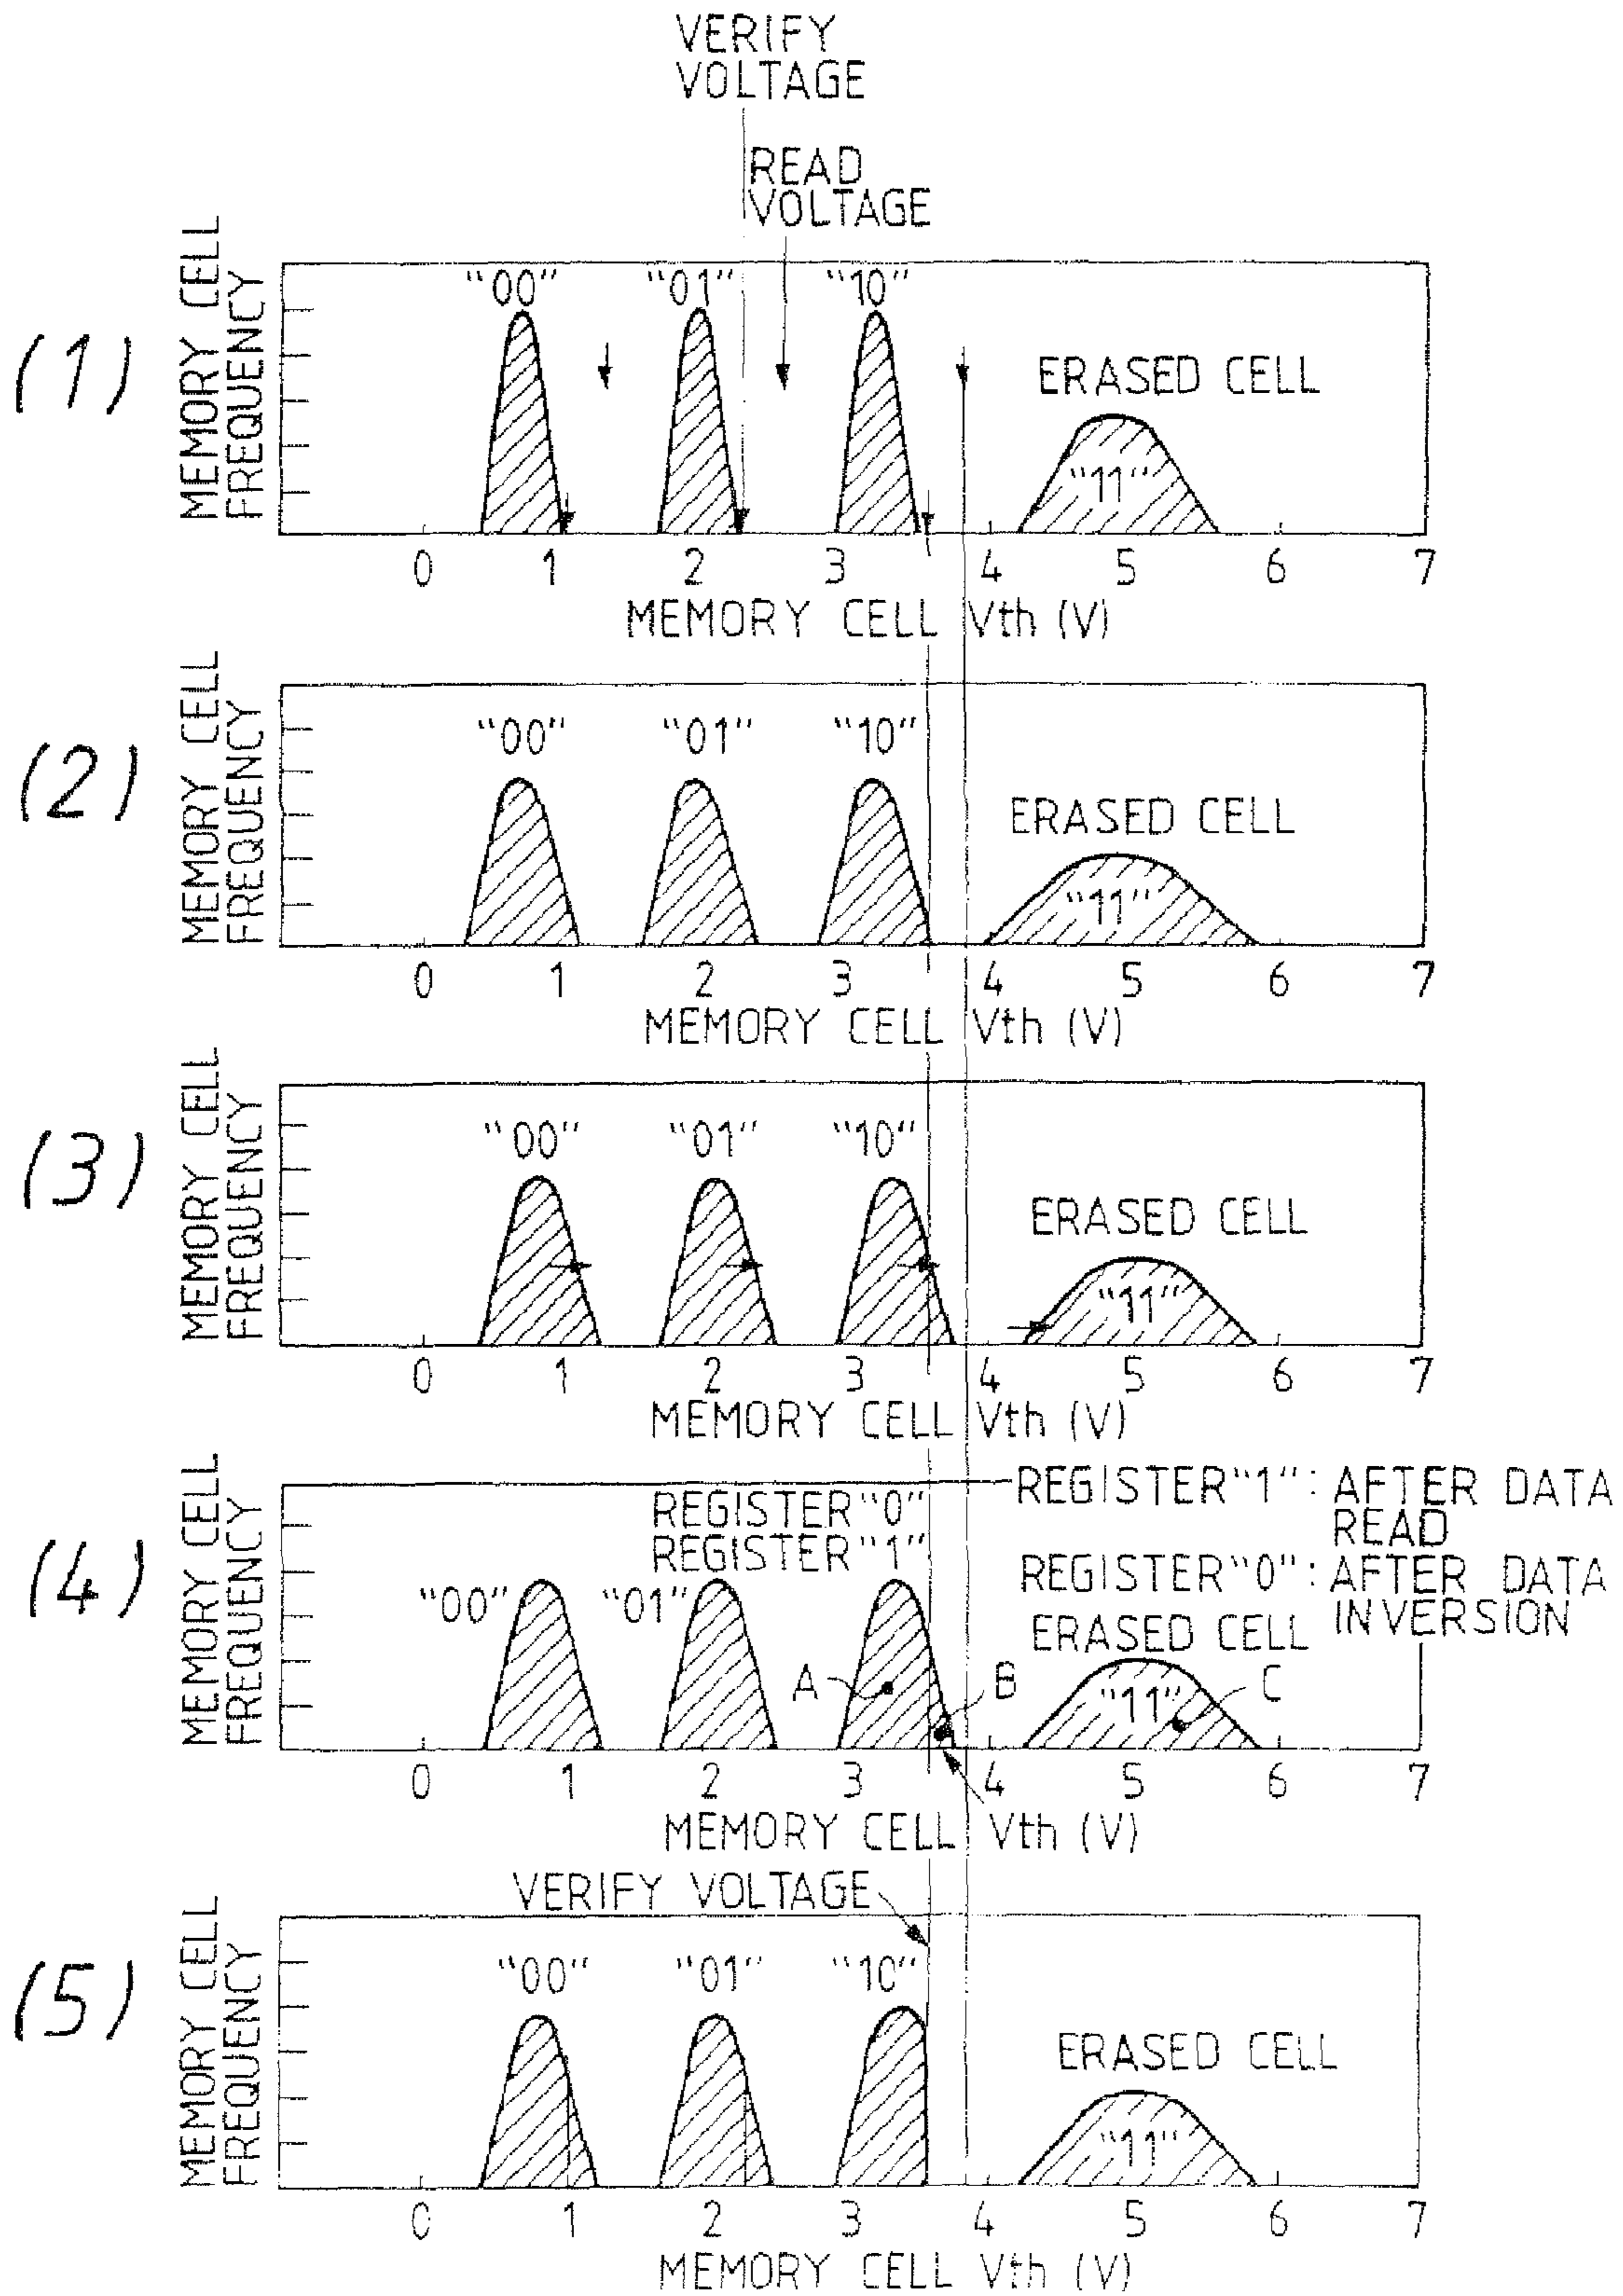 VERIFY
VOLTAGE
READ
VOLTAGE
(1)
MEMORY CELL
FREQUENCY
"00" "01" "10"
ERASED CELL
"11"
0 1 2 3 4 5 6 7
MEMORY CELL Vth (V)
(2)
MEMORY CELL
FREQUENCY
"00" "01" "10"
ERASED CELL
"11"
0 1 2 3 4 5 6 7
MEMORY CELL Vth (V)
(3)
MEMORY CELL
FREQUENCY
"00" "01" "10"
ERASED CELL
"11"
0 1 2 3 4 5 6 7
MEMORY CELL Vth (V)
(4)
MEMORY CELL
FREQUENCY
REGISTER"0"
REGISTER"1"
REGISTER"1": AFTER DATA
READ
REGISTER"0": AFTER DATA
INVERSION
"00" "01"
ERASED CELL
A B "11" C
0 1 2 3 4 5 6 7
MEMORY CELL Vth (V)
VERIFY VOLTAGE
(5)
MEMORY CELL
FREQUENCY
"00" "01" "10"
ERASED CELL
"11"
0 1 2 3 4 5 6 7
MEMORY CELL Vth (V)